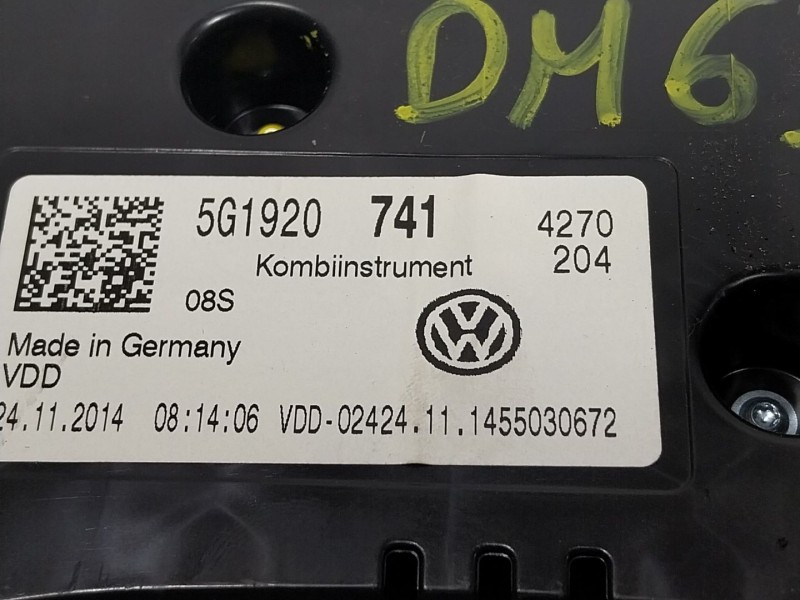 DM6
5G1920 741 4270
Kombiinstrument 204
08S
Made in Germany
VDD
24.11.2014 08:14:06 VDD-02424.11.1455030672